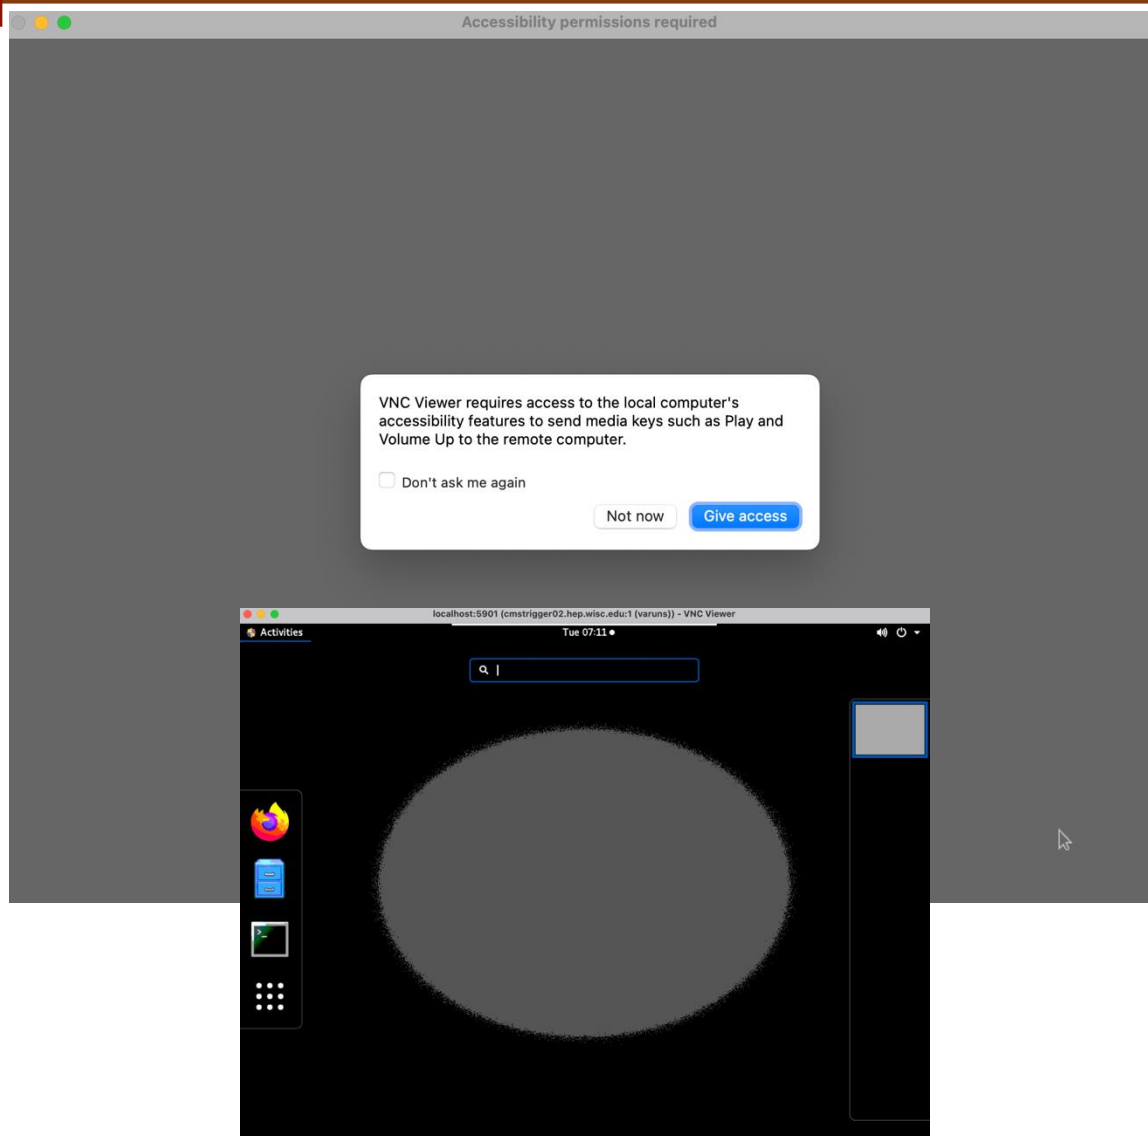 Accessibility permissions required
VNC Viewer requires access to the local computer's
accessibility features to send media keys such as Play and
Volume Up to the remote computer.
Don't ask me again
Not now Give access
localhost:5901 (cmstrigger02.hep.wisc.edu:1 (varuns)) - VNC Viewer
Activities Tue 07:11
>_